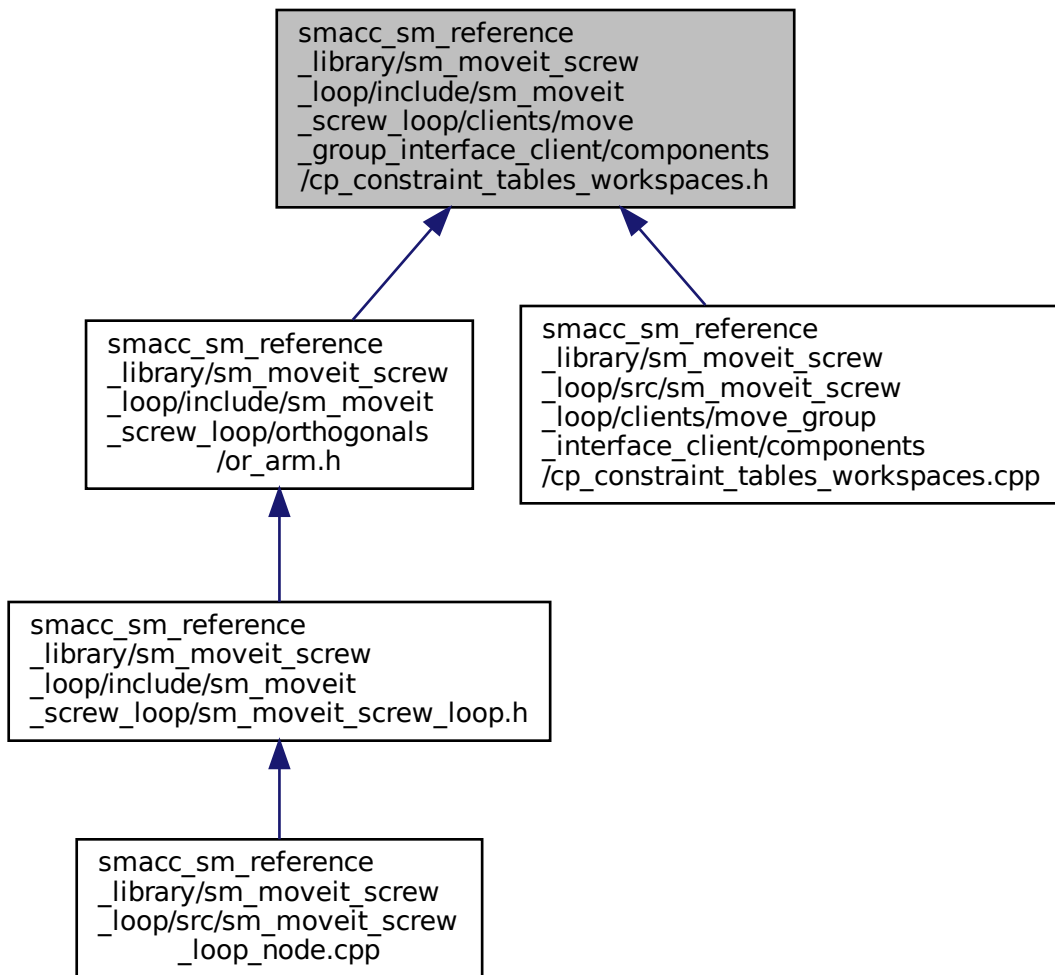 smacc_sm_reference
_library/sm_moveit_screw
_loop/include/sm_moveit
_screw_loop/clients/move
_group_interface_client/components
/cp_constraint_tables_workspaces.h
smacc_sm_reference
_library/sm_moveit_screw
_loop/include/sm_moveit
_screw_loop/orthogonals
/or_arm.h
smacc_sm_reference
_library/sm_moveit_screw
_loop/src/sm_moveit_screw
_loop/clients/move_group
_interface_client/components
/cp_constraint_tables_workspaces.cpp
smacc_sm_reference
_library/sm_moveit_screw
_loop/include/sm_moveit
_screw_loop/sm_moveit_screw_loop.h
smacc_sm_reference
_library/sm_moveit_screw
_loop/src/sm_moveit_screw
_loop_node.cpp